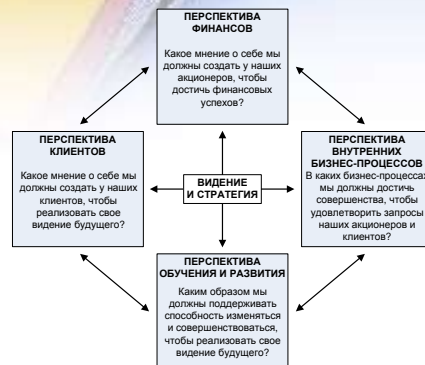 ПЕРСПЕКТИВА
ФИНАНСОВ
Какое мнение о себе мы
должны создать у наших
акционеров, чтобы
достичь финансовых
успехов?
ПЕРСПЕКТИВА
КЛИЕНТОВ
Какое мнение о себе мы
должны создать у наших
клиентов, чтобы
реализовать свое
видение будущего?
ВИДЕНИЕ
И СТРАТЕГИЯ
ПЕРСПЕКТИВА
ВНУТРЕННИХ
БИЗНЕС-ПРОЦЕССОВ
В каких бизнес-процессах
мы должны достичь
совершенства, чтобы
удовлетворить запросы
наших акционеров и
клиентов?
ПЕРСПЕКТИВА
ОБУЧЕНИЯ И РАЗВИТИЯ
Каким образом мы
должны поддерживать
способность изменяться
и совершенствоваться,
чтобы реализовать свое
видение будущего?